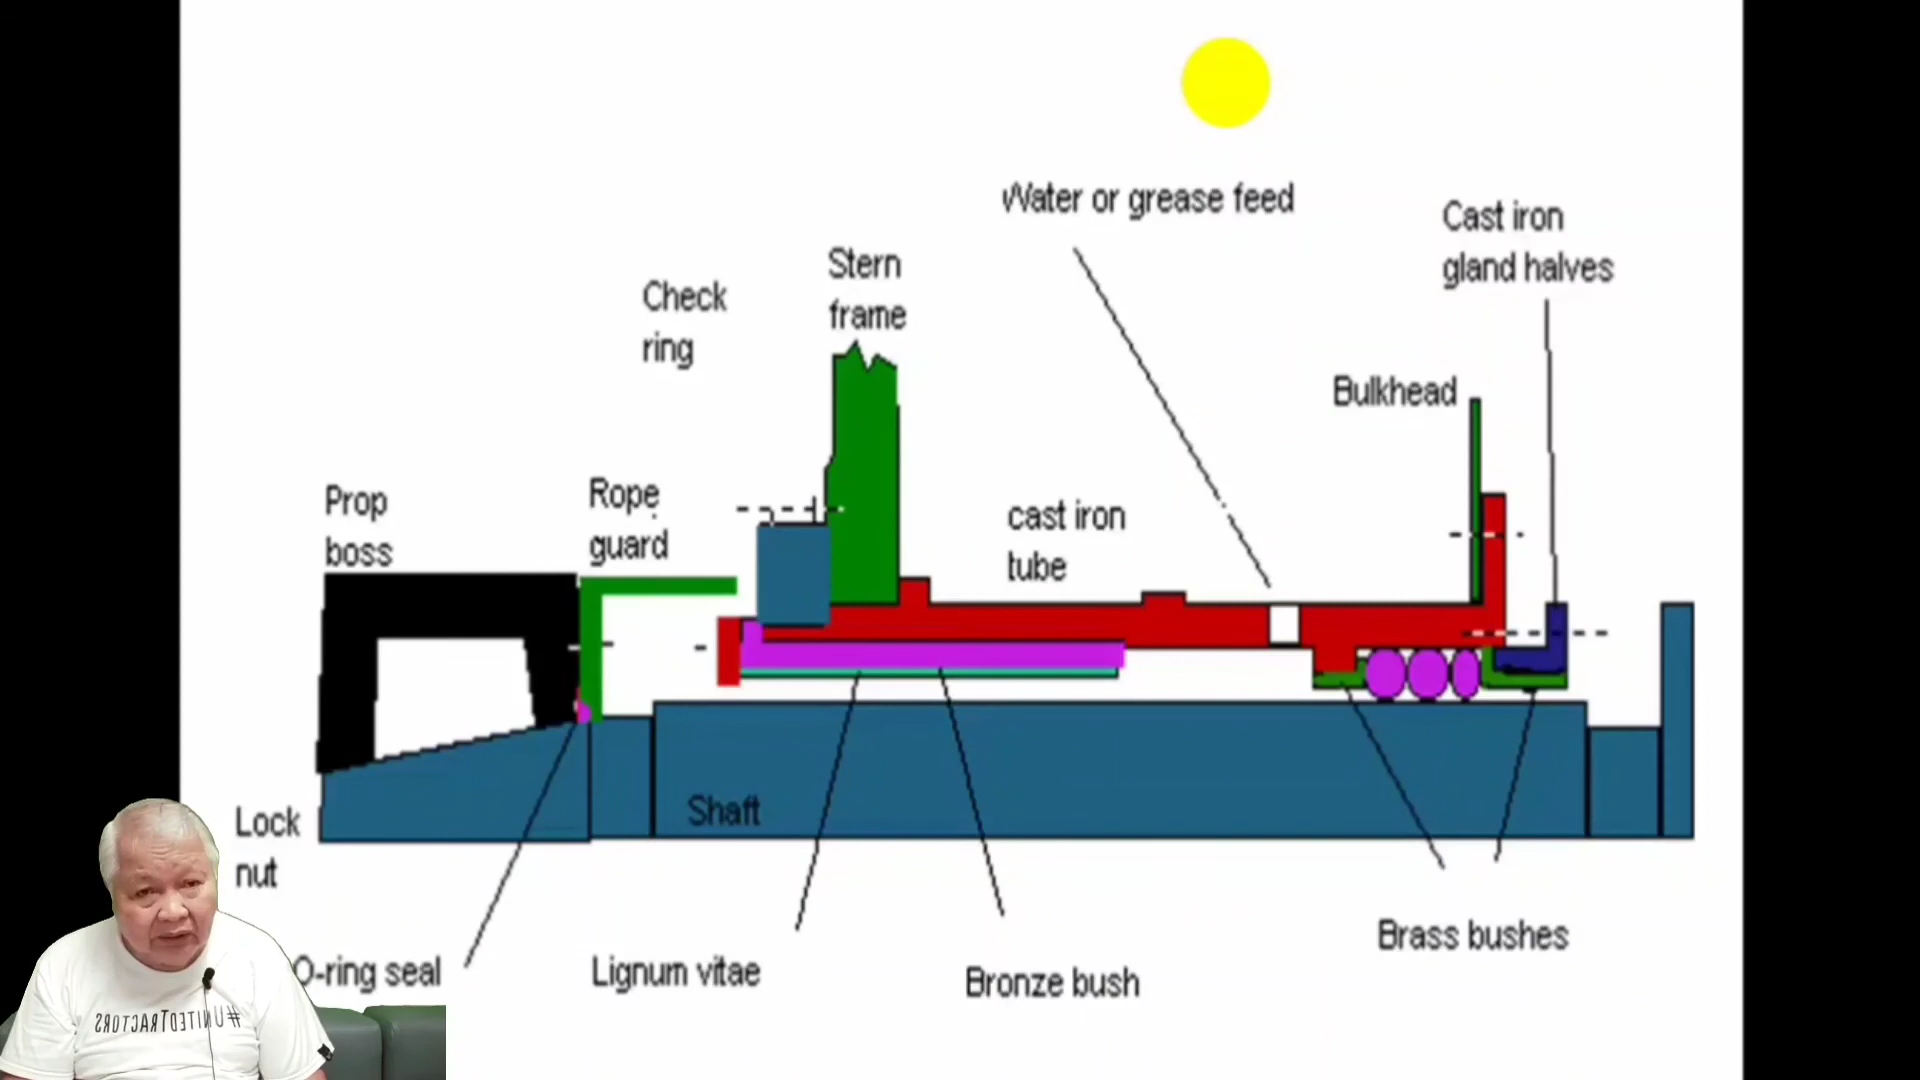 Water or grease feed
Cast iron
gland halves
Stern
frame
Check
ring
Bulkhead
Prop
boss
Rope
guard
cast iron
tube
Shaft
Lock
nut
O-ring seal
Lignum vitae
Bronze bush
Brass bushes
#UNITEDTRACTORS